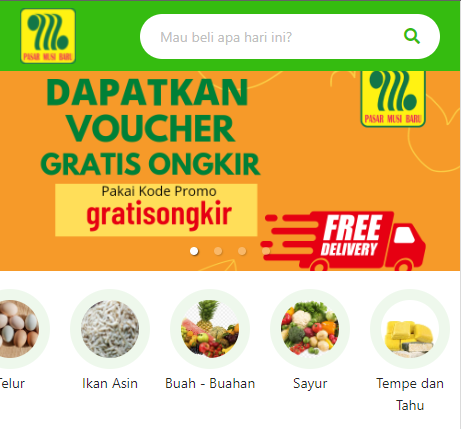 PASAR MUSI BARU
Mau beli apa hari ini?
DAPATKAN
VOUCHER
GRATIS ONGKIR
Pakai Kode Promo
gratisongkir
PASAR MUSI BARU
FREE
DELIVERY
Telur
Ikan Asin
Buah - Buahan
Sayur
Tempe dan
Tahu